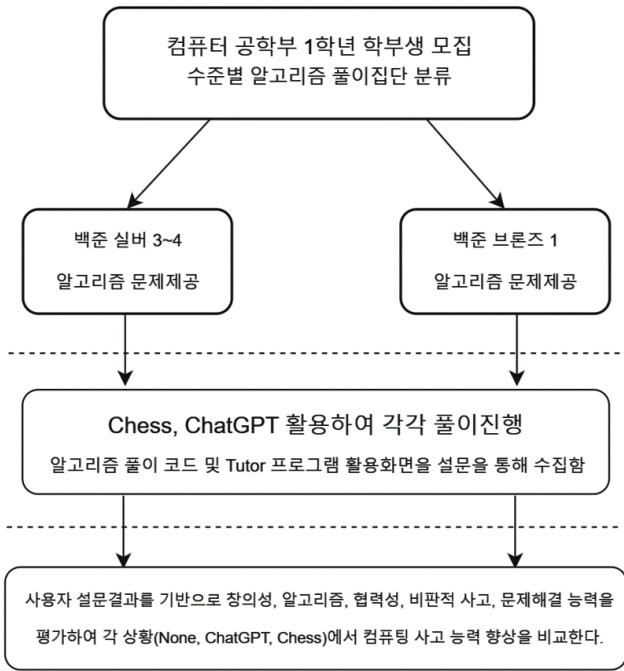 컴퓨터 공학부 1학년 학부생 모집
수준별 알고리즘 풀이집단 분류
백준 실버 3~4
알고리즘 문제제공
백준 브론즈 1
알고리즘 문제제공
Chess, ChatGPT 활용하여 각각 풀이진행
알고리즘 풀이 코드 및 Tutor 프로그램 활용화면을 설문을 통해 수집함
사용자 설문결과를 기반으로 창의성, 알고리즘, 협력성, 비판적 사고, 문제해결 능력을
평가하여 각 상황(None, ChatGPT, Chess)에서 컴퓨팅 사고 능력 향상을 비교한다.